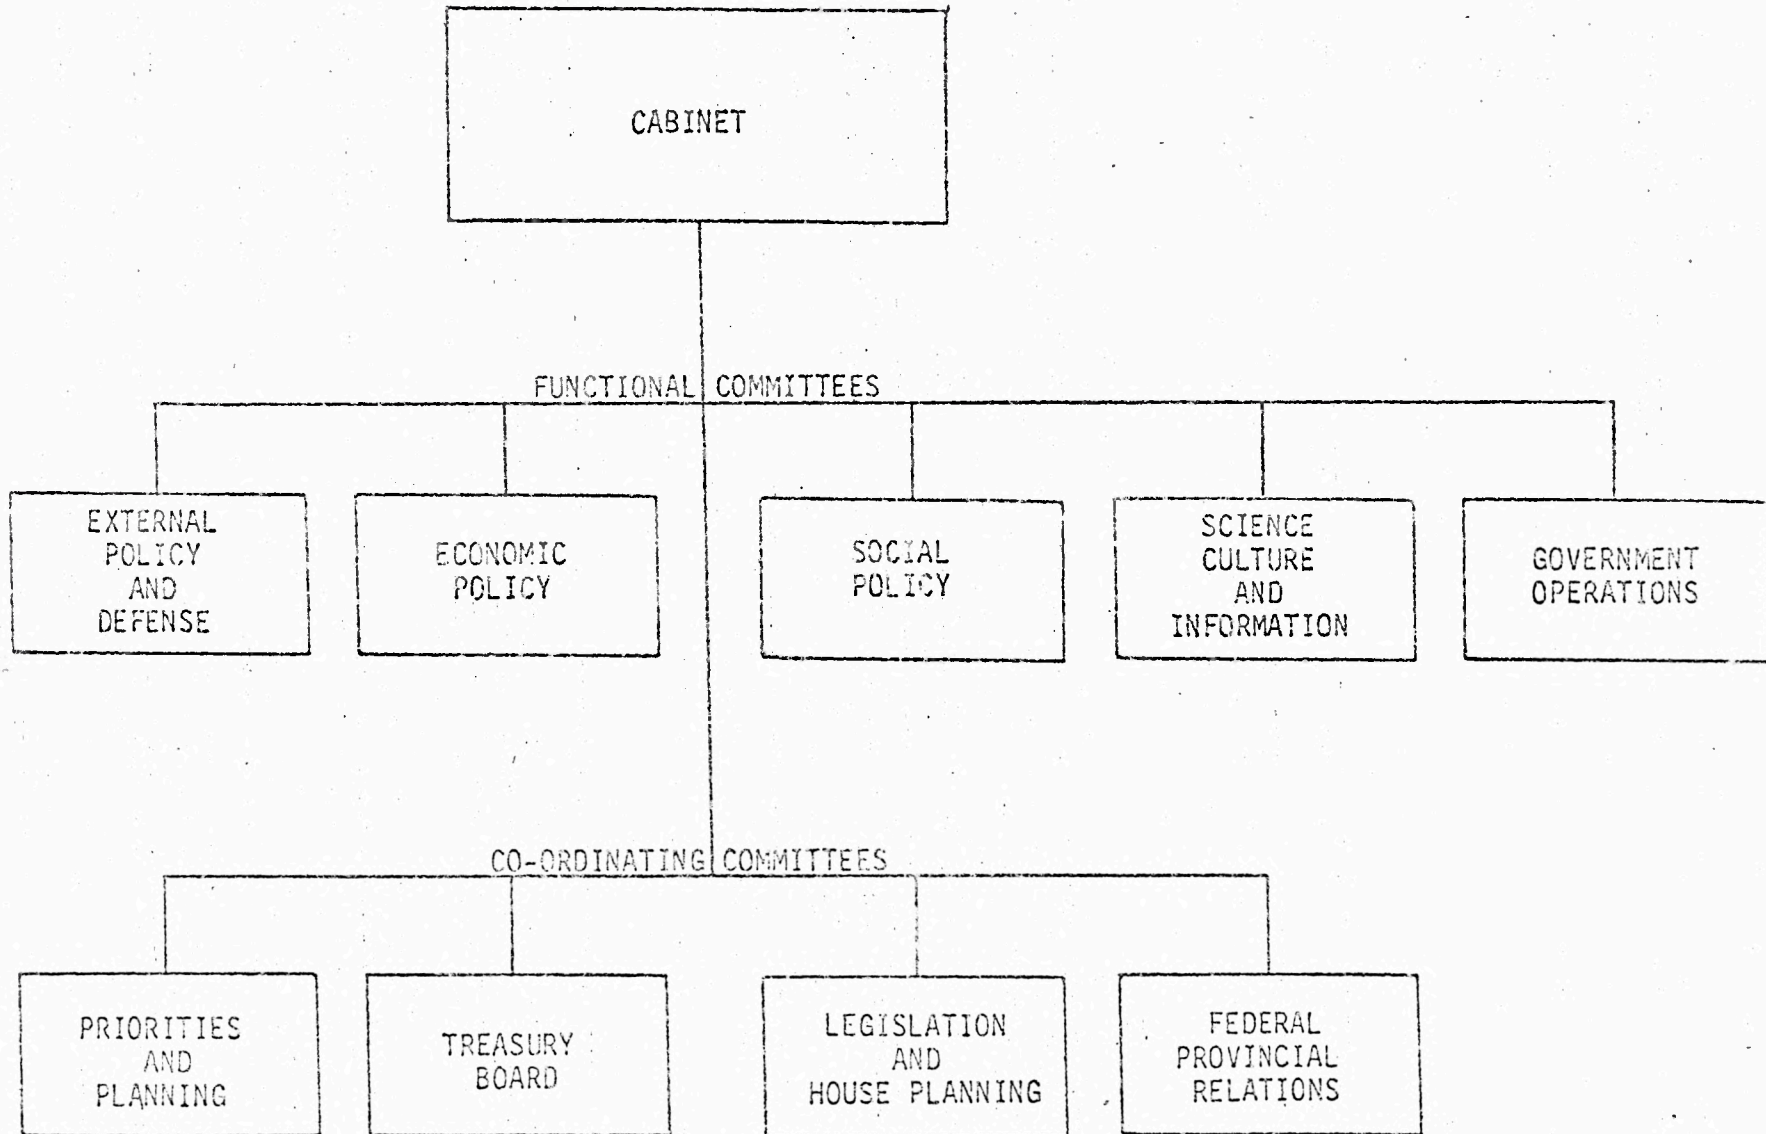 CABINET
FUNCTIONAL COMMITTEES
EXTERNAL
POLICY
AND
DEFENSE
ECONOMIC
POLICY
SOCIAL
POLICY
SCIENCE
CULTURE
AND
INFORMATION
GOVERNMENT
OPERATIONS
CO-ORDINATING COMMITTEES
PRIORITIES
AND
PLANNING
TREASURY
BOARD
LEGISLATION
AND
HOUSE PLANNING
FEDERAL
PROVINCIAL
RELATIONS